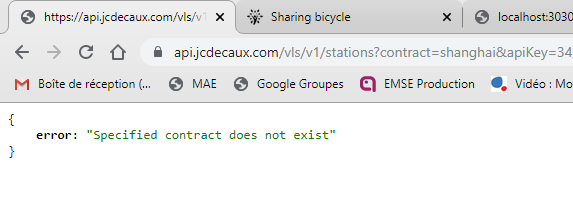 https://api.jcdecaux.com/vls/v1
Sharing bicycle
localhost:3030
api.jcdecaux.com/vls/v1/stations?contract=shanghai&apiKey=34
Boîte de réception (... MAE Google Groupes EMSE Production Vidéo : Mo
{
error: "Specified contract does not exist"
}